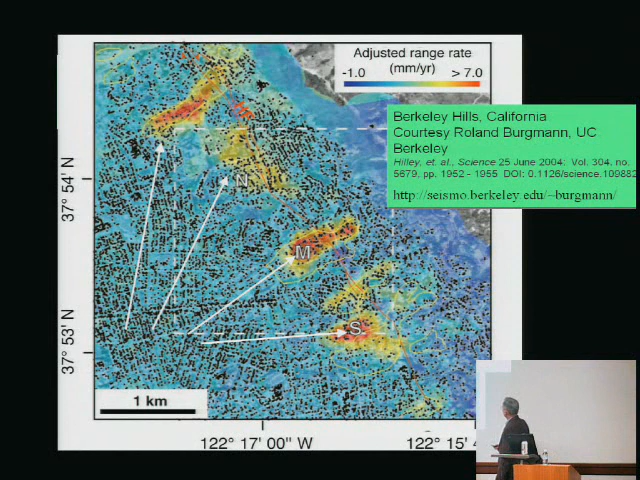 Adjusted range rate
(mm/yr)
-1.0
> 7.0
Berkeley Hills, California
Courtesy Roland Burgmann, UC
Berkeley
Hilley, et. al., Science 25 June 2004: Vol. 304. no.
5679, pp. 1952 - 1955 DOI: 0.1126/science.109882
http://seismo.berkeley.edu/~burgmann/
37° 54' N
N
M
S
37° 53' N
1 km
122° 17' 00" W
122° 15'